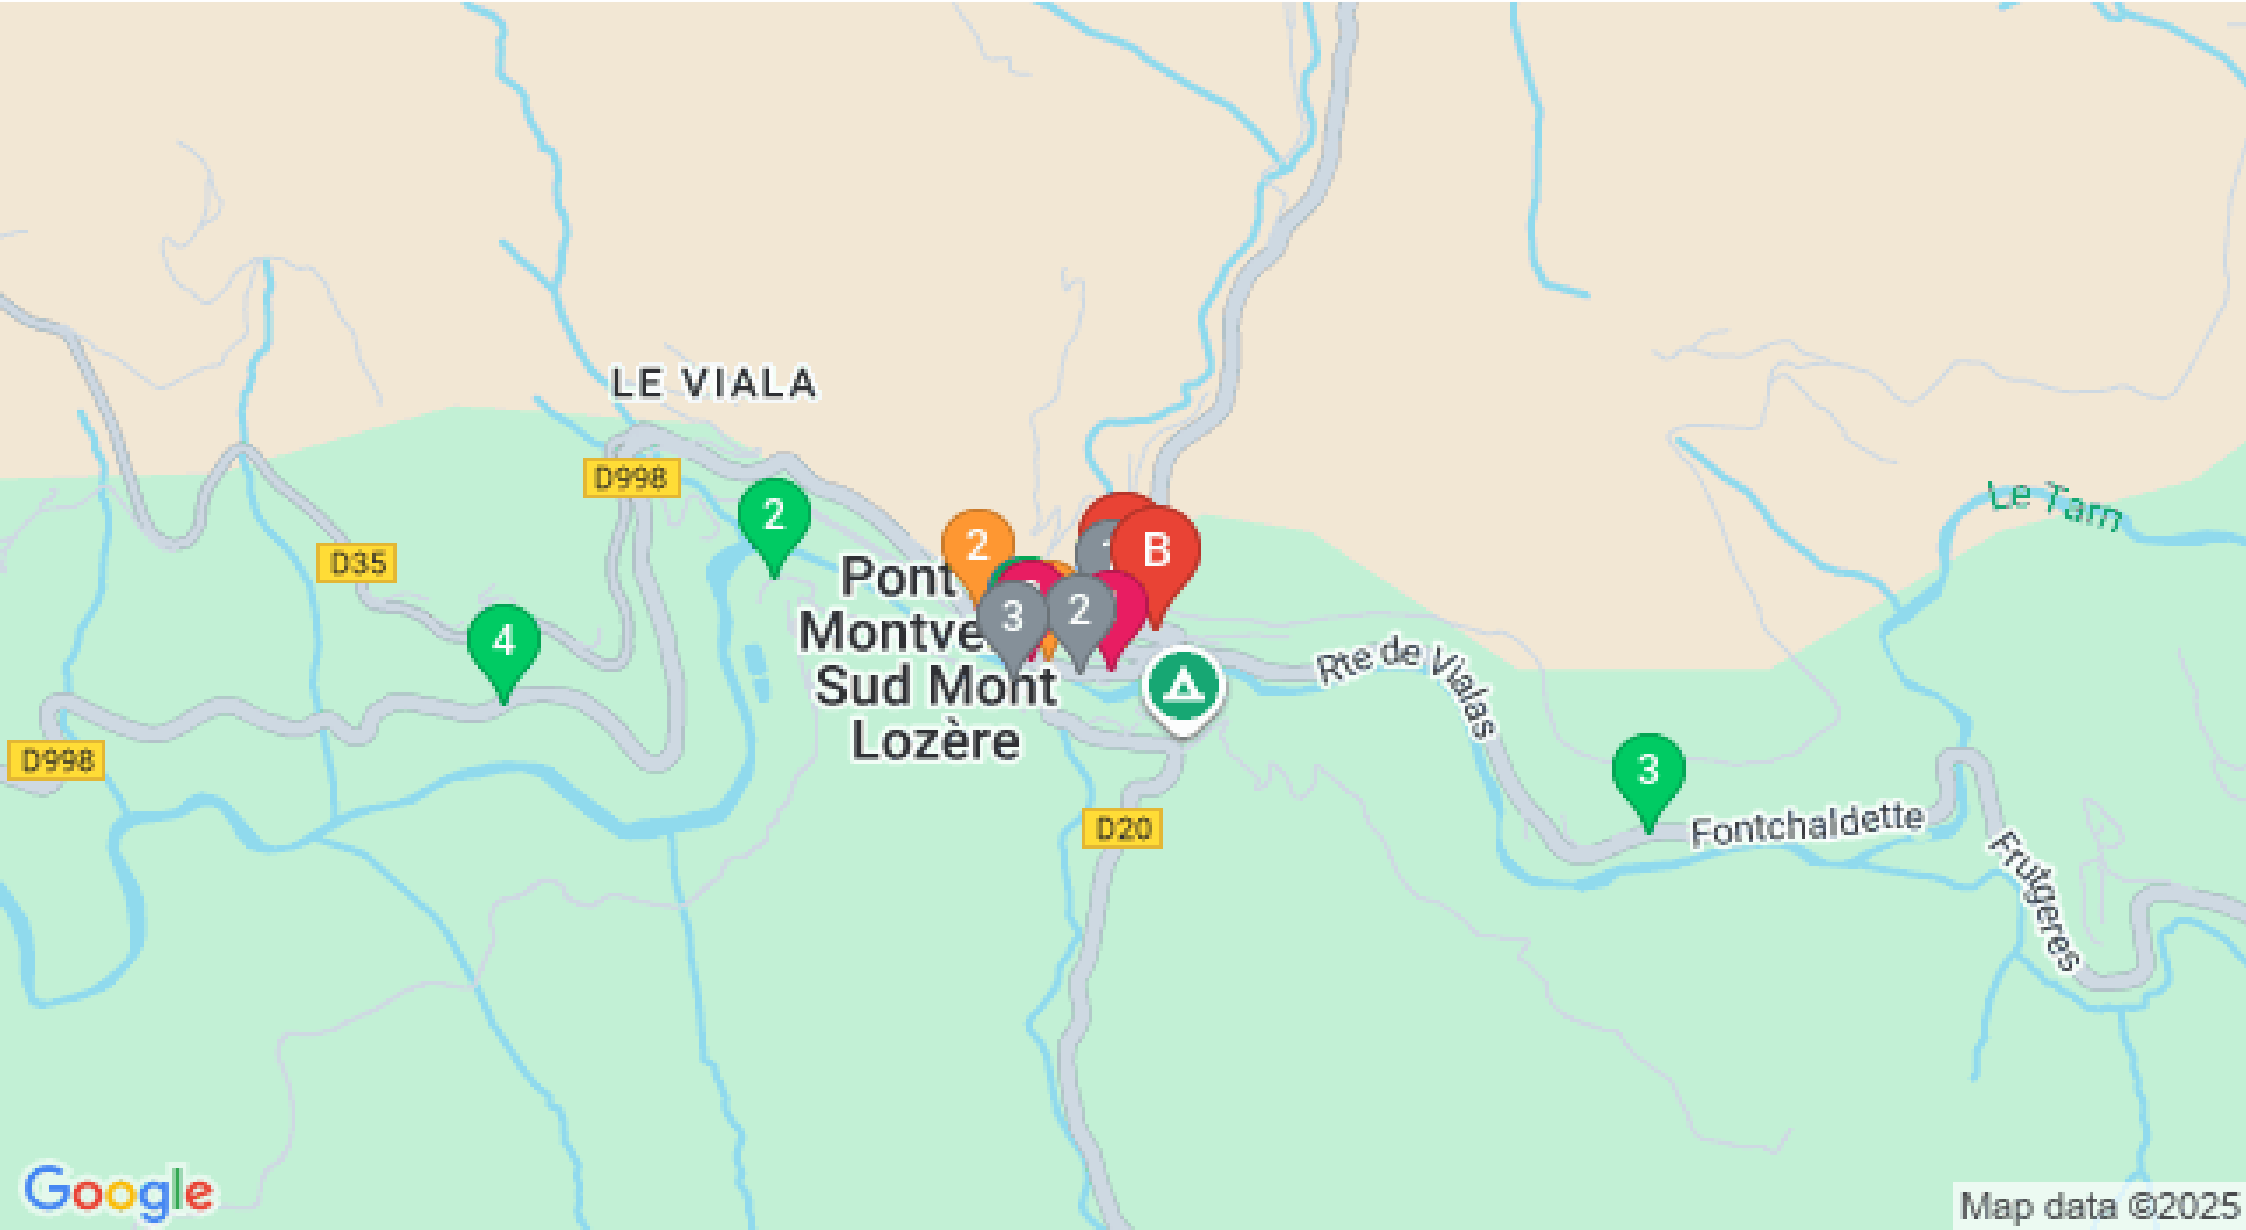 LE VIALA
D998
2
D35
2
B
Pont
Montve
3
2
4
Sud Mont
Lozère
Le Tarn
Rte de Vialas
D998
3
D20
Fontchaldette
Frutgeres
Google
Map data ©2025